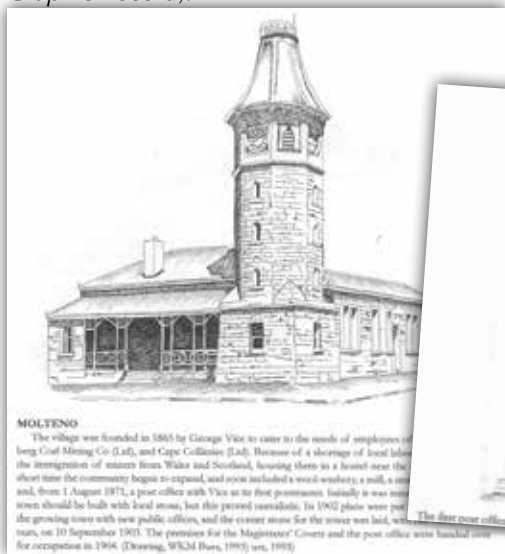 MOLTENO
The village was founded in 1865 by George Vice to cater to the needs of employees of
berg Coal Mining Co (Ltd), and Cape Collieries (Ltd). Because of a shortage of local labo
the immigration of miners from Wales and Scotland, housing them in a hostel near the
short time the community began to expand, and soon included a wool-washery, a mill, a
and, from 1 August 1873, a post office with Vice as its first postmaster. Initially it was
town should be built with local stone, but this proved unrealistic. In 1902 plans were put
the growing town with new public offices, and the corner stone for the tower was laid,
on 10 September 1903. The premises for the Magistrates' Courts and the post office were handed over
for occupation in 1904. (Drawing, WKM Burr, 1993)
The first post office